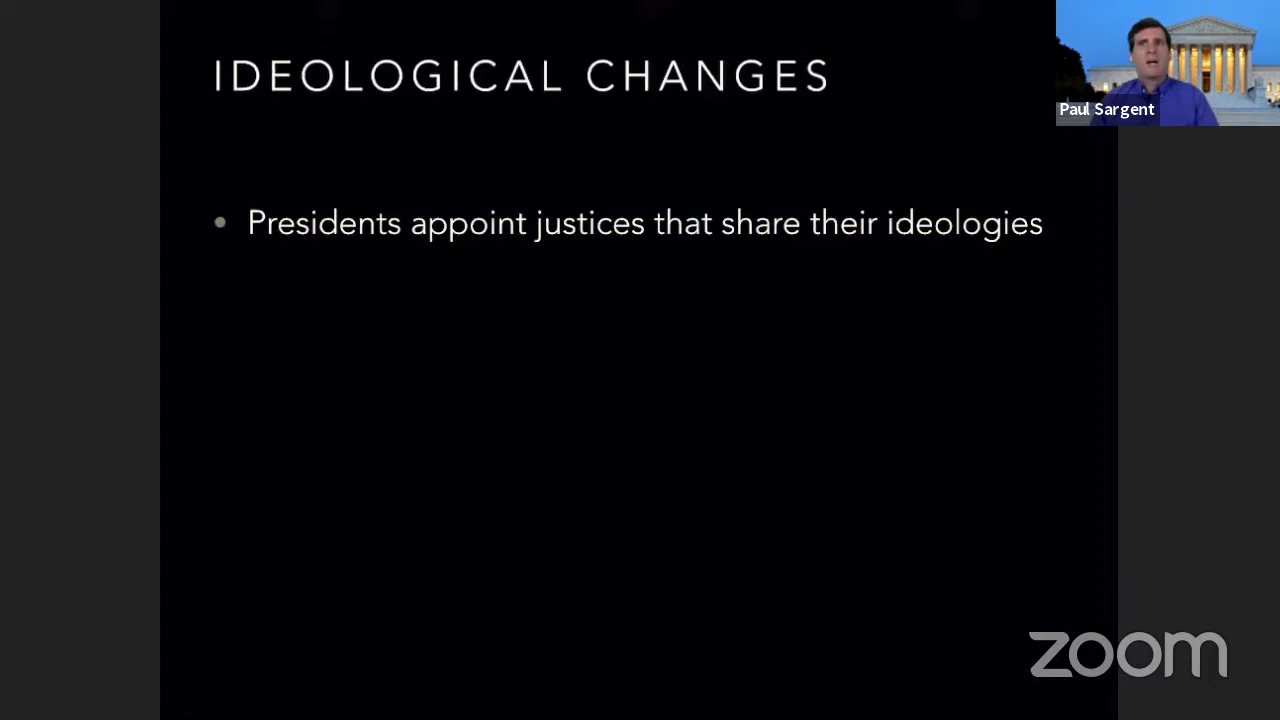 IDEOLOGICAL CHANGES
Paul Sargent
• Presidents appoint justices that share their ideologies
zoom